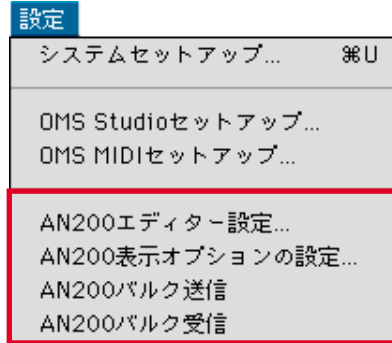 設定
システムセットアップ... ⌘U
OMS Studioセットアップ...
OMS MIDIセットアップ...
AN200エディター設定...
AN200表示オプションの設定...
AN200バルク送信
AN200バルク受信